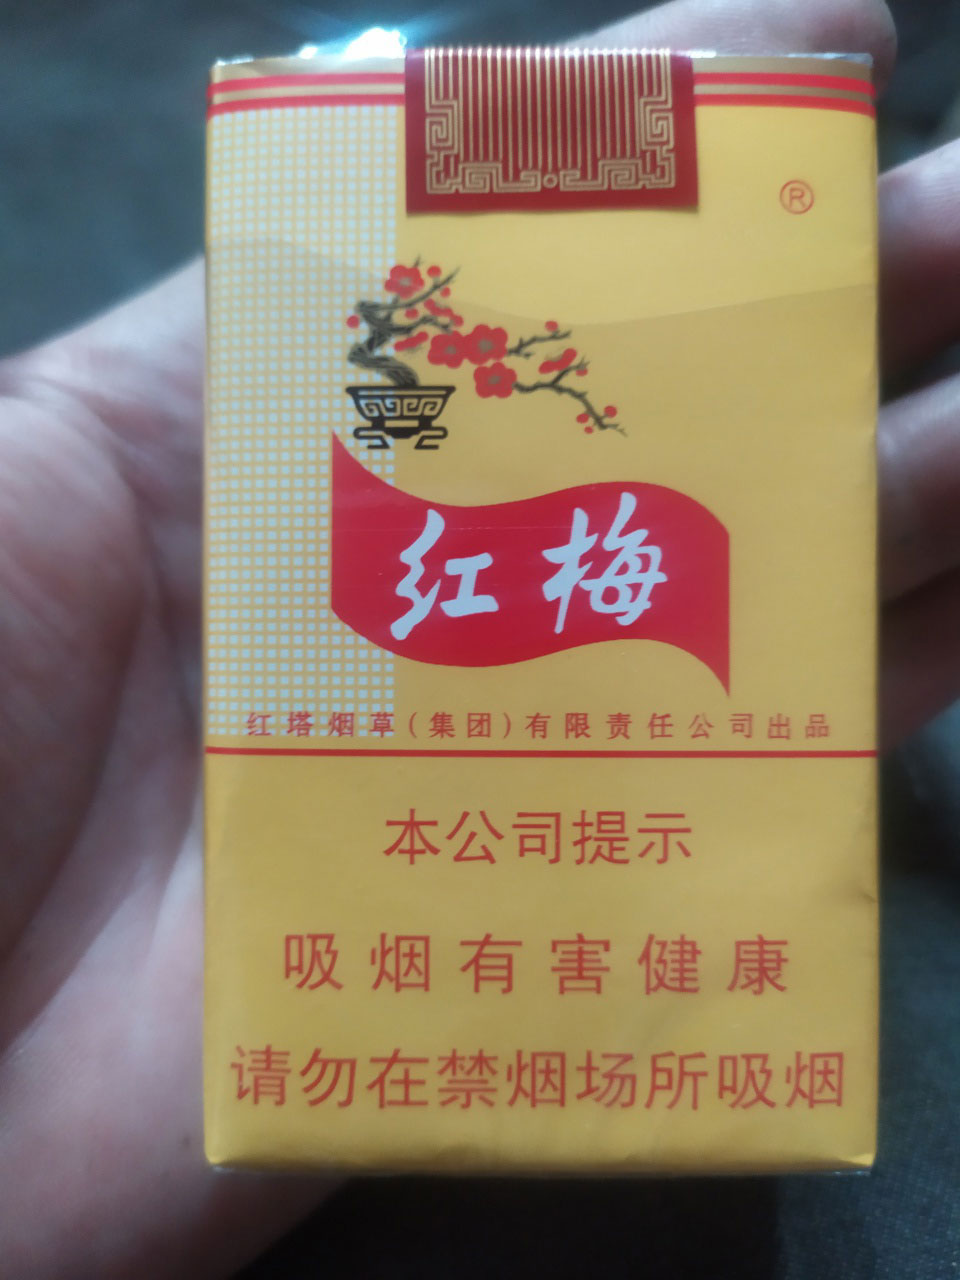 ®
红梅
红塔烟草(集团)有限责任公司出品
本公司提示
吸烟有害健康
请勿在禁烟场所吸烟